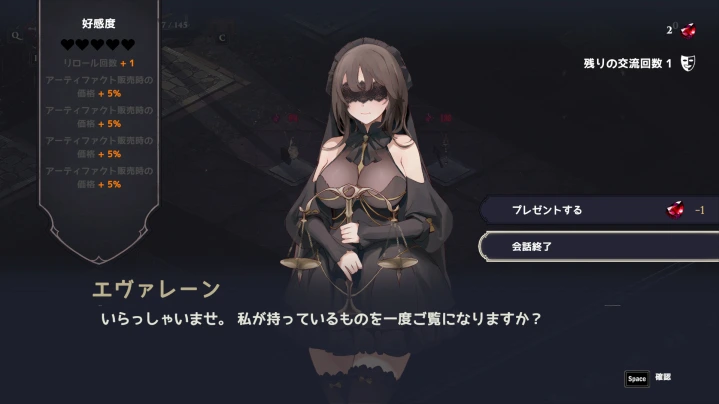 好感度
リロール回数 + 1
アーティファクト販売時の
価格 + 5%
アーティファクト販売時の
価格 + 5%
アーティファクト販売時の
価格 + 5%
アーティファクト販売時の
価格 + 5%
2
残りの交流回数 1
プレゼントする -1
会話終了
エヴァレーン
いらっしゃいませ。 私が持っているものを一度ご覧になりますか？
Space 確認